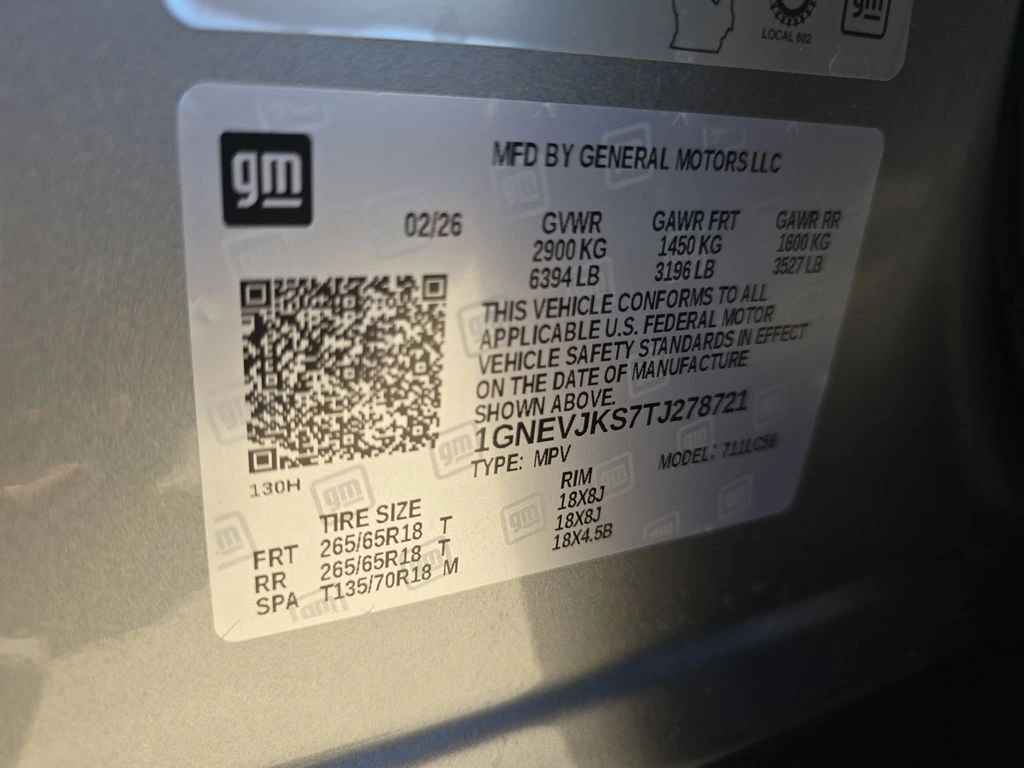 LOCAL 602
gm
gm
MFD BY GENERAL MOTORS LLC
02/26 GVWR GAWR FRT GAWR RR
2900 KG 1450 KG 1600 KG
6394 LB 3196 LB 3527 LB
THIS VEHICLE CONFORMS TO ALL
APPLICABLE U.S. FEDERAL MOTOR
VEHICLE SAFETY STANDARDS IN EFFECT
ON THE DATE OF MANUFACTURE
SHOWN ABOVE.
1GNEVJKS7TJ278721
TYPE: MPV MODEL: 711LC56
130H
TIRE SIZE RIM
FRT 265/65R18 T 18X8J
RR 265/65R18 T 18X8J
SPA T135/70R18 M 18X4.5B